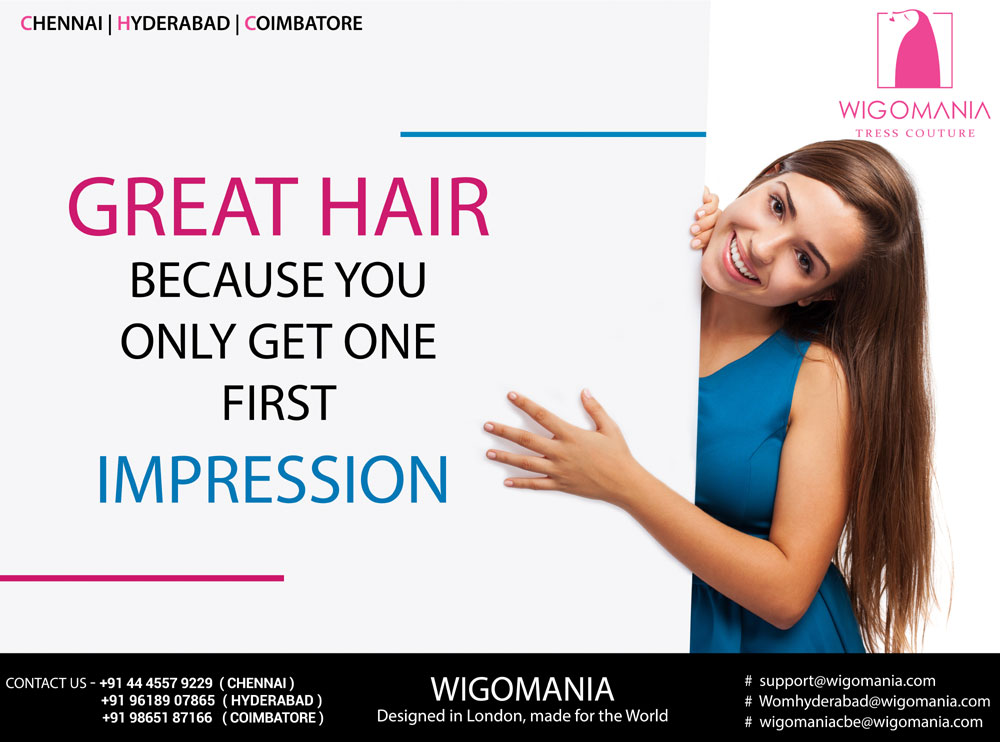 CHENNAI | HYDERABAD | COIMBATORE
WIGOMANIA
TRESS COUTURE
GREAT HAIR
BECAUSE YOU
ONLY GET ONE
FIRST
IMPRESSION
CONTACT US - +91 44 4557 9229 ( CHENNAI )
+91 96189 07865 ( HYDERABAD )
+91 98651 87166 ( COIMBATORE )
WIGOMANIA
Designed in London, made for the World
# support@wigomania.com
# Womhyderabad@wigomania.com
# wigomaniacbe@wigomania.com